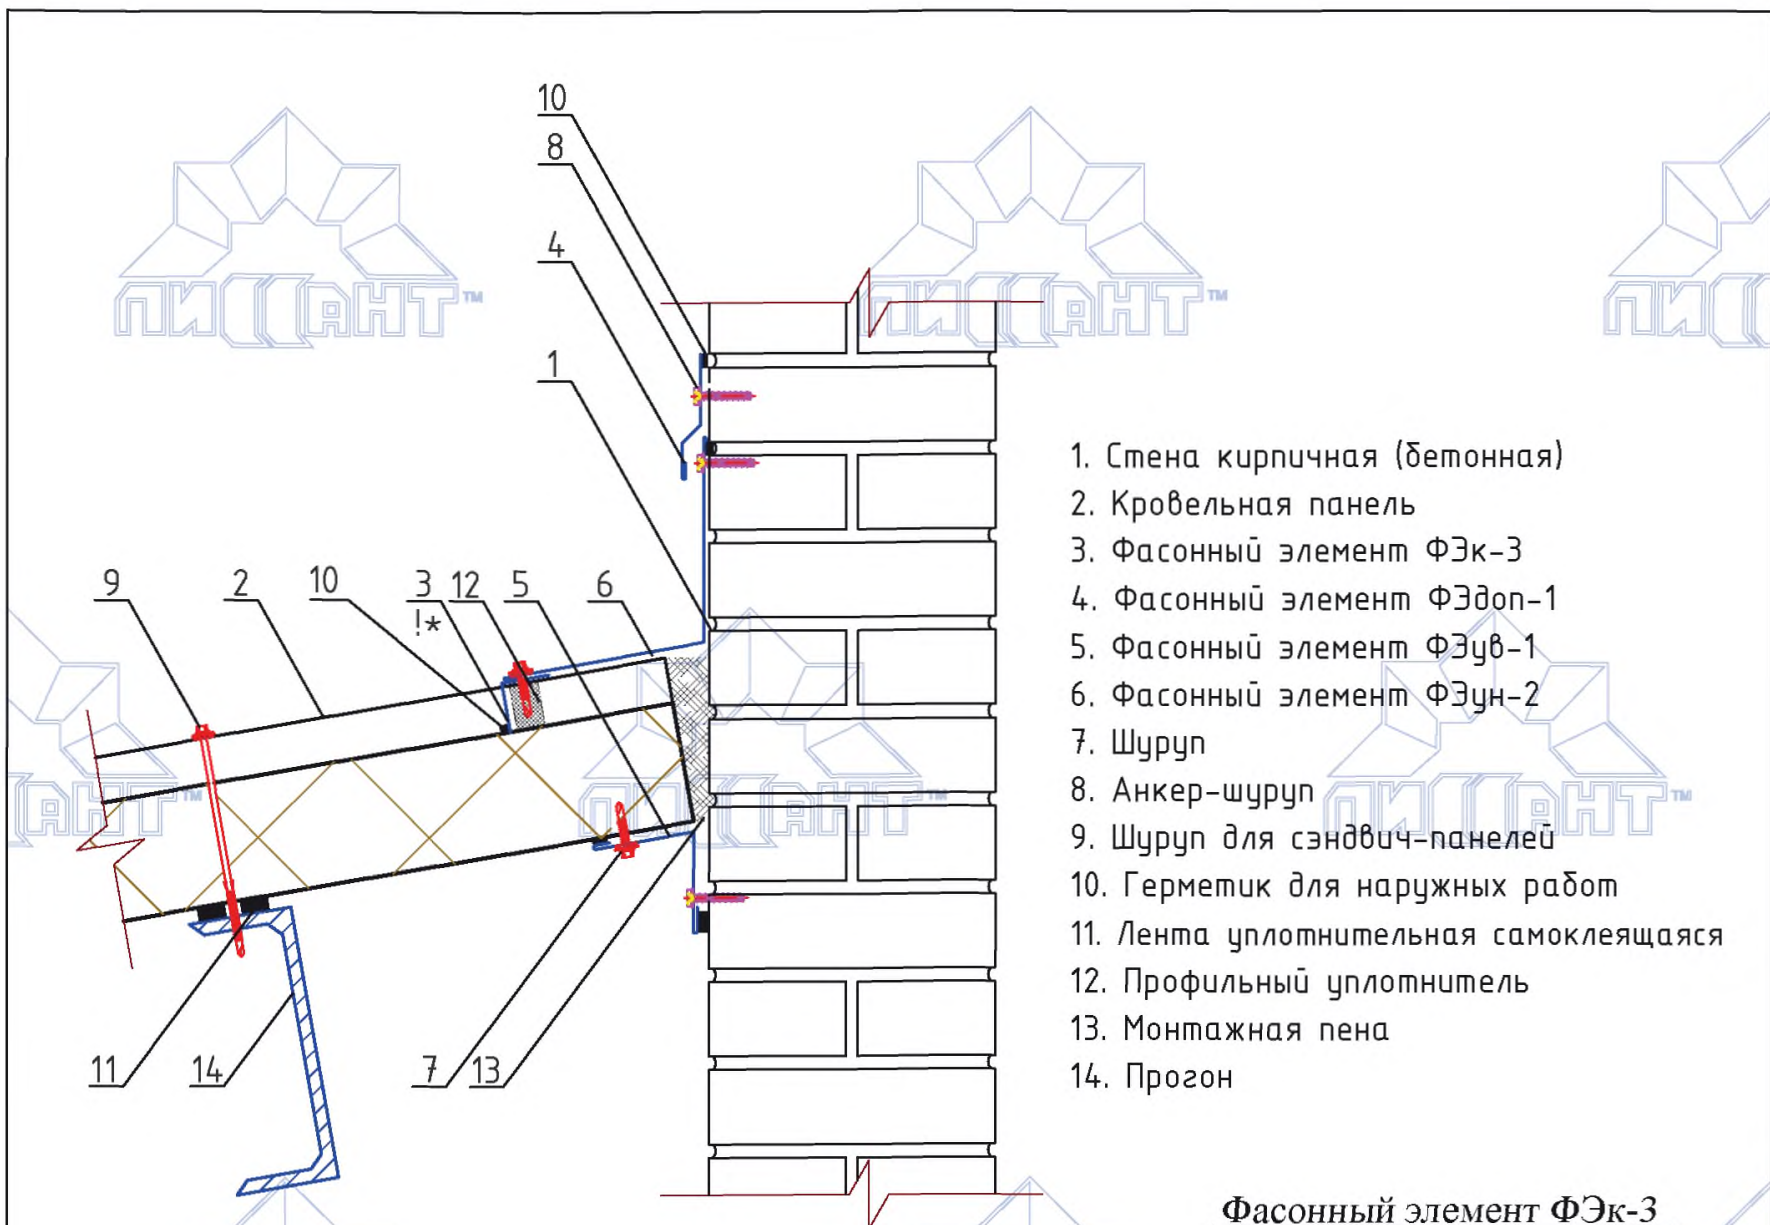 10
8
4
1
9 2 10 3 12 5 6
!*
11 14 7 13
1. Стена кирпичная (бетонная)
2. Кровельная панель
3. Фасонный элемент ФЭк-3
4. Фасонный элемент ФЭдоп-1
5. Фасонный элемент ФЭув-1
6. Фасонный элемент ФЭун-2
7. Шуруп
8. Анкер-шуруп
9. Шуруп для сэндвич-панелей
10. Герметик для наружных работ
11. Лента уплотнительная самоклеящаяся
12. Профильный уплотнитель
13. Монтажная пена
14. Прогон
Фасонный элемент ФЭк-3
ПИССАНТ™
ПИССАНТ™